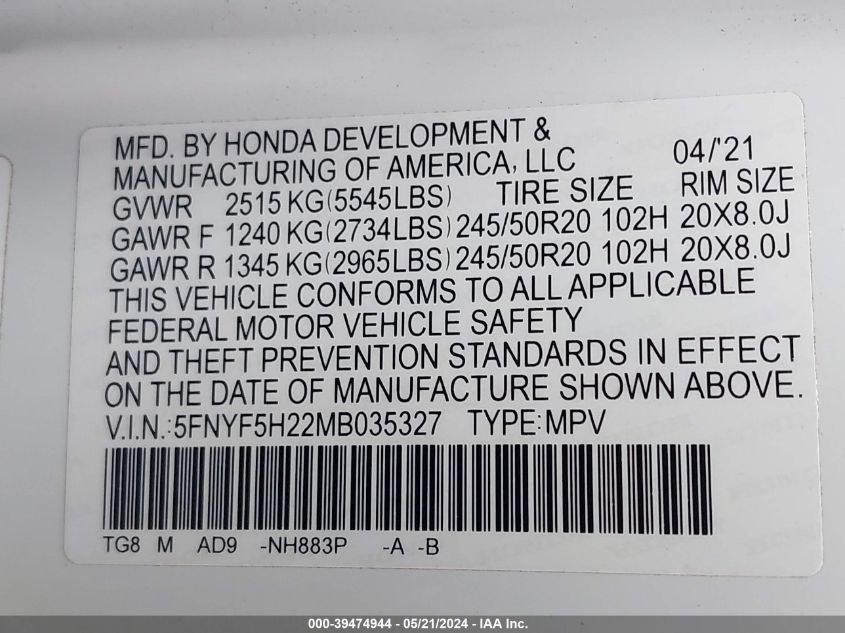 MFD. BY HONDA DEVELOPMENT &
MANUFACTURING OF AMERICA, LLC 04/'21
GVWR 2515 KG(5545LBS) TIRE SIZE RIM SIZE
GAWR F 1240 KG(2734LBS) 245/50R20 102H 20X8.0J
GAWR R 1345 KG(2965LBS) 245/50R20 102H 20X8.0J
THIS VEHICLE CONFORMS TO ALL APPLICABLE
FEDERAL MOTOR VEHICLE SAFETY
AND THEFT PREVENTION STANDARDS IN EFFECT
ON THE DATE OF MANUFACTURE SHOWN ABOVE.
V.I.N.:5FNYF5H22MB035327 TYPE:MPV
TG8 M AD9 -NH883P -A -B
000-39474944 - 05/21/2024 - IAA Inc.